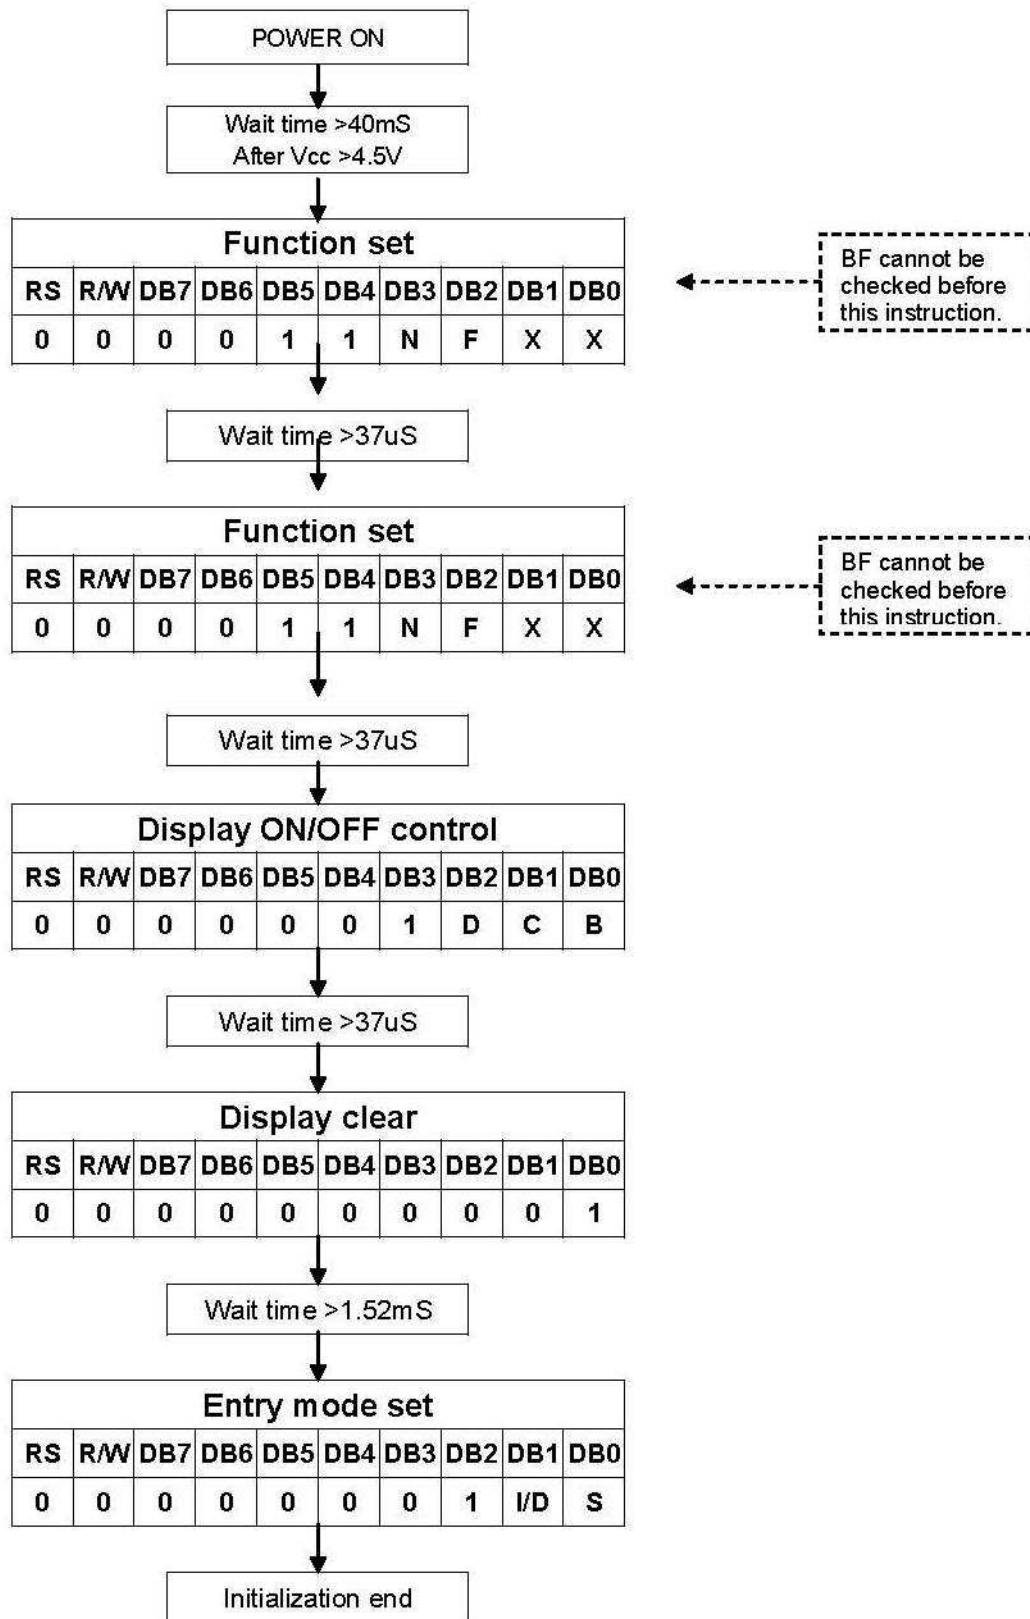 POWER ON
Wait time >40mS
After Vcc >4.5V
Function set
RS R/W DB7 DB6 DB5 DB4 DB3 DB2 DB1 DB0
0 0 0 0 1 1 N F X X
BF cannot be
checked before
this instruction.
Wait time >37uS
Function set
RS R/W DB7 DB6 DB5 DB4 DB3 DB2 DB1 DB0
0 0 0 0 1 1 N F X X
BF cannot be
checked before
this instruction.
Wait time >37uS
Display ON/OFF control
RS R/W DB7 DB6 DB5 DB4 DB3 DB2 DB1 DB0
0 0 0 0 0 0 1 D C B
Wait time >37uS
Display clear
RS R/W DB7 DB6 DB5 DB4 DB3 DB2 DB1 DB0
0 0 0 0 0 0 0 0 0 1
Wait time >1.52mS
Entry mode set
RS R/W DB7 DB6 DB5 DB4 DB3 DB2 DB1 DB0
0 0 0 0 0 0 0 1 I/D S
Initialization end